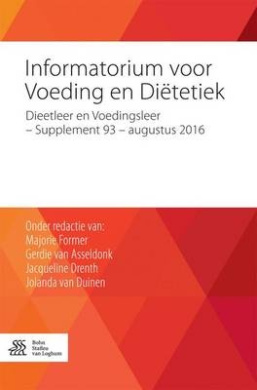 Informatorium voor
Voeding en Diëtetiek
Dieetleer en Voedingsleer
– Supplement 93 – augustus 2016
Onder redactie van:
Majorie Former
Gerdie van Asseldonk
Jacqueline Drenth
Jolanda van Duinen
Bohn
Stafleu
van Loghum